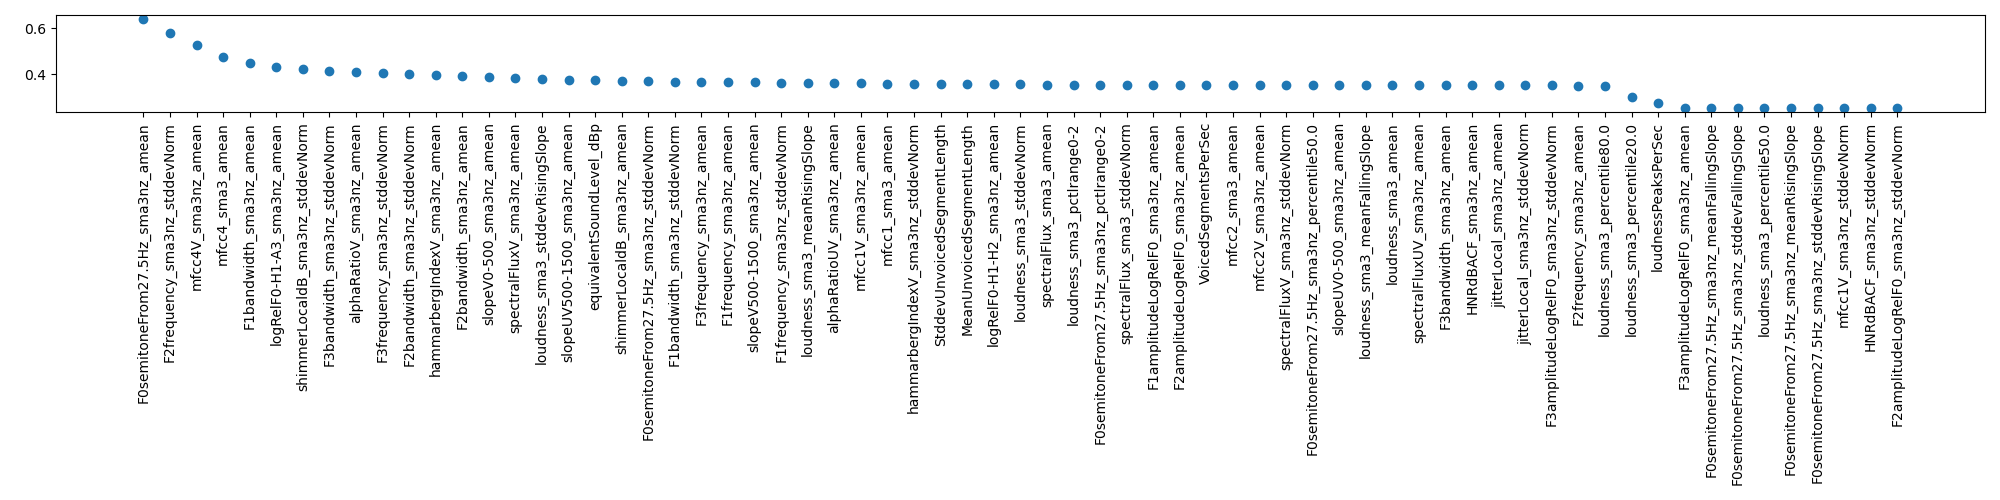 0.6
0.4
F0semitoneFrom27.5Hz_sma3nz_amean
F2frequency_sma3nz_stddevNorm
mfcc4V_sma3nz_amean
mfcc4_sma3_amean
F1bandwidth_sma3nz_amean
logRelF0-H1-A3_sma3nz_amean
shimmerLocaldB_sma3nz_stddevNorm
F3bandwidth_sma3nz_stddevNorm
alphaRatioV_sma3nz_amean
F3frequency_sma3nz_stddevNorm
F2bandwidth_sma3nz_stddevNorm
hammarbergIndexV_sma3nz_amean
F2bandwidth_sma3nz_amean
slopeV0-500_sma3nz_amean
spectralFluxV_sma3nz_amean
loudness_sma3_stddevRisingSlope
slopeUV500-1500_sma3nz_amean
equivalentSoundLevel_dBp
shimmerLocaldB_sma3nz_amean
F0semitoneFrom27.5Hz_sma3nz_stddevNorm
F1bandwidth_sma3nz_stddevNorm
F3frequency_sma3nz_amean
F1frequency_sma3nz_amean
slopeV500-1500_sma3nz_amean
F1frequency_sma3nz_stddevNorm
loudness_sma3_meanRisingSlope
alphaRatioUV_sma3nz_amean
mfcc1V_sma3nz_amean
mfcc1_sma3_amean
hammarbergIndexV_sma3nz_stddevNorm
StddevUnvoicedSegmentLength
MeanUnvoicedSegmentLength
logRelF0-H1-H2_sma3nz_amean
loudness_sma3_stddevNorm
spectralFlux_sma3_amean
loudness_sma3_pctlrange0-2
F0semitoneFrom27.5Hz_sma3nz_pctlrange0-2
spectralFlux_sma3_stddevNorm
F1amplitudeLogRelF0_sma3nz_amean
F2amplitudeLogRelF0_sma3nz_amean
VoicedSegmentsPerSec
mfcc2_sma3_amean
mfcc2V_sma3nz_amean
spectralFluxV_sma3nz_stddevNorm
F0semitoneFrom27.5Hz_sma3nz_percentile50.0
slopeUV0-500_sma3nz_amean
loudness_sma3_meanFallingSlope
loudness_sma3_amean
spectralFluxUV_sma3nz_amean
F3bandwidth_sma3nz_amean
HNRdBACF_sma3nz_amean
jitterLocal_sma3nz_amean
jitterLocal_sma3nz_stddevNorm
F3amplitudeLogRelF0_sma3nz_stddevNorm
F2frequency_sma3nz_amean
loudness_sma3_percentile80.0
loudness_sma3_percentile20.0
loudnessPeaksPerSec
F3amplitudeLogRelF0_sma3nz_amean
F0semitoneFrom27.5Hz_sma3nz_meanFallingSlope
F0semitoneFrom27.5Hz_sma3nz_stddevFallingSlope
loudness_sma3_percentile50.0
F0semitoneFrom27.5Hz_sma3nz_meanRisingSlope
F0semitoneFrom27.5Hz_sma3nz_stddevRisingSlope
mfcc1V_sma3nz_stddevNorm
HNRdBACF_sma3nz_stddevNorm
F2amplitudeLogRelF0_sma3nz_stddevNorm